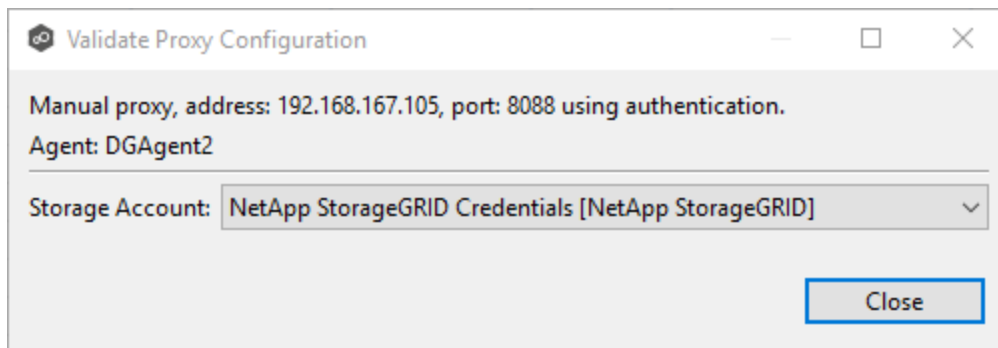 Validate Proxy Configuration
Manual proxy, address: 192.168.167.105, port: 8088 using authentication.
Agent: DGAgent2
Storage Account: NetApp StorageGRID Credentials [NetApp StorageGRID]
Close